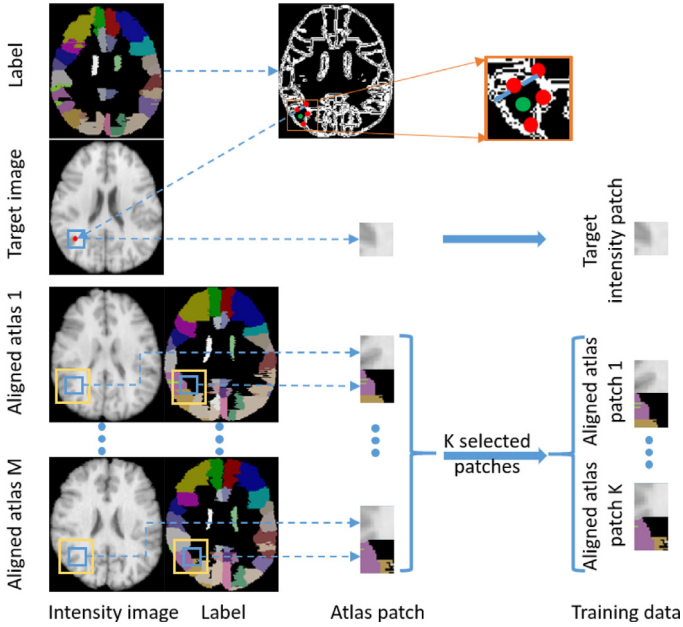 Label
Target image
Target
intensity patch
Aligned atlas 1
Aligned atlas
patch 1
K selected
patches
Aligned atlas M
Aligned atlas
patch K
Intensity image
Label
Atlas patch
Training data